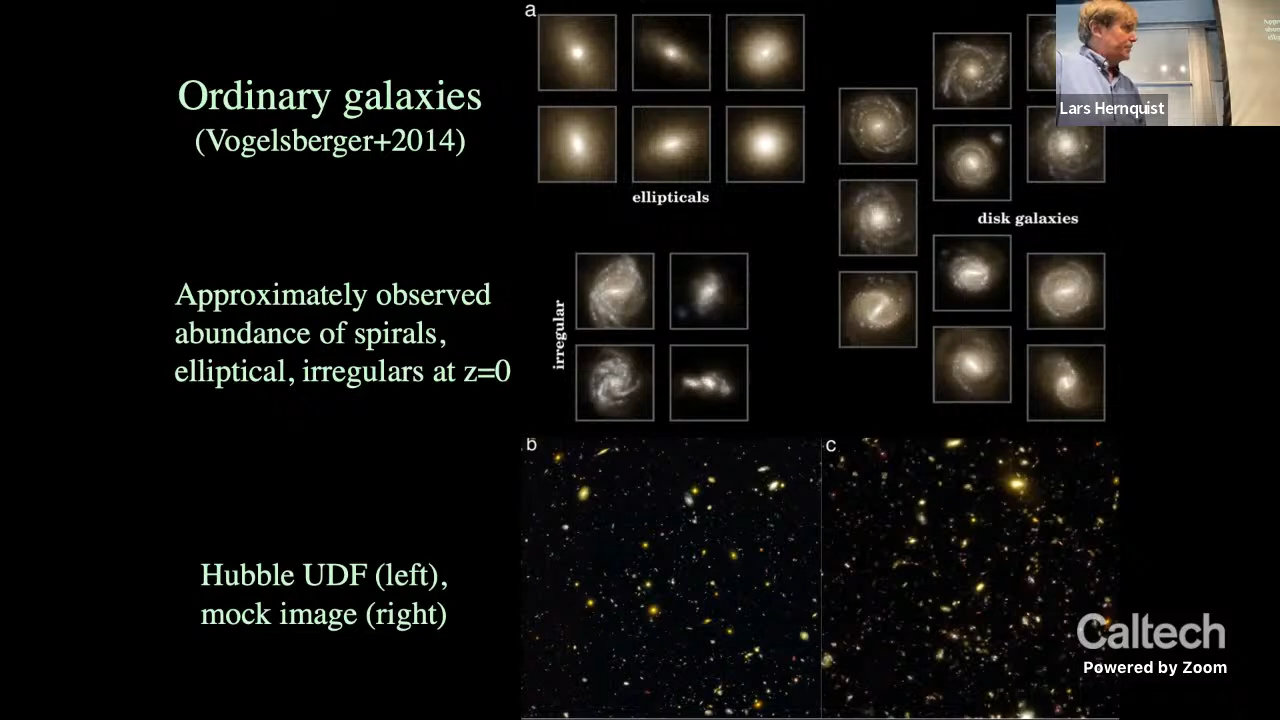 Ordinary galaxies
(Vogelsberger+2014)
Approximately observed
abundance of spirals,
elliptical, irregulars at z=0
Hubble UDF (left),
mock image (right)
a
ellipticals
disk galaxies
irregular
b
c
Lars Hernquist
Caltech
Powered by Zoom